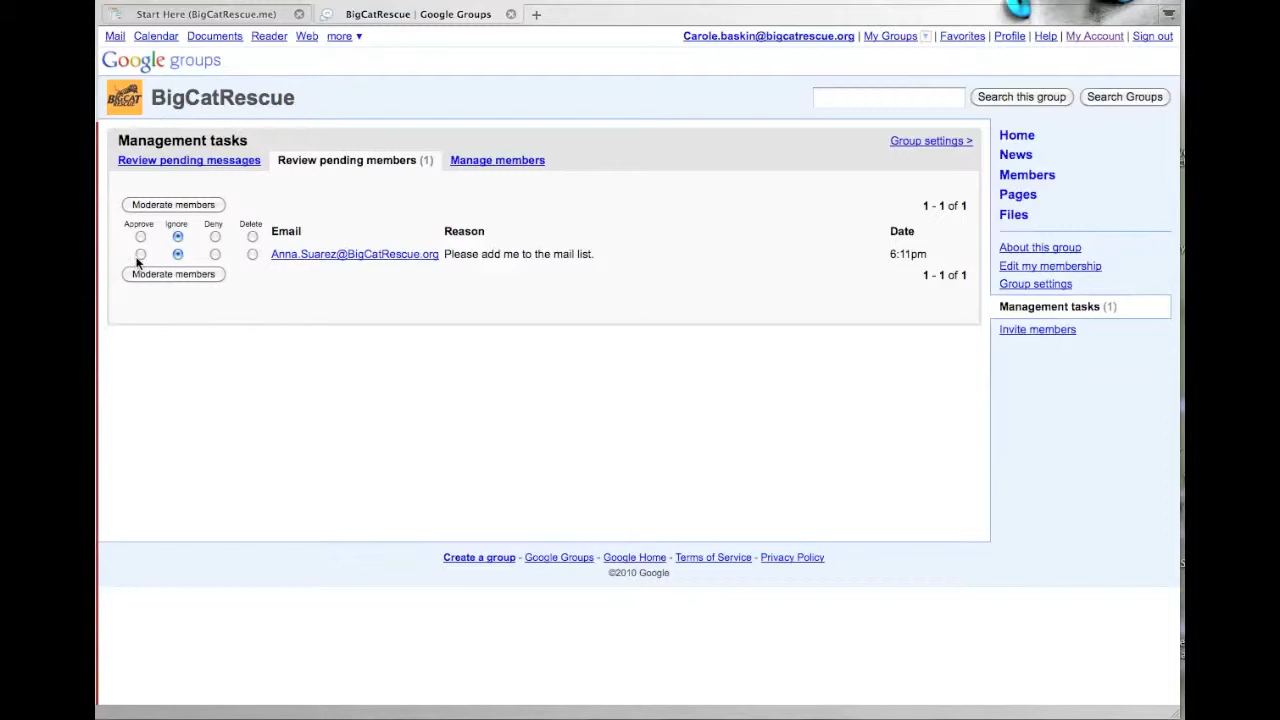 Start Here (BigCatRescue.me)
BigCatRescue | Google Groups
Mail Calendar Documents Reader Web more ▼
Carole.baskin@bigcatrescue.org | My Groups ▼ | Favorites | Profile | Help | My Account | Sign out
Google groups
BIGCAT RESCUE
BigCatRescue
Search this group Search Groups
Management tasks
Group settings >
Review pending messages Review pending members (1) Manage members
Moderate members
1 - 1 of 1
Approve Ignore Deny Delete
Email Reason Date
Anna.Suarez@BigCatRescue.org Please add me to the mail list. 6:11pm
Moderate members
1 - 1 of 1
Home
News
Members
Pages
Files
About this group
Edit my membership
Group settings
Management tasks (1)
Invite members
Create a group - Google Groups - Google Home - Terms of Service - Privacy Policy
©2010 Google